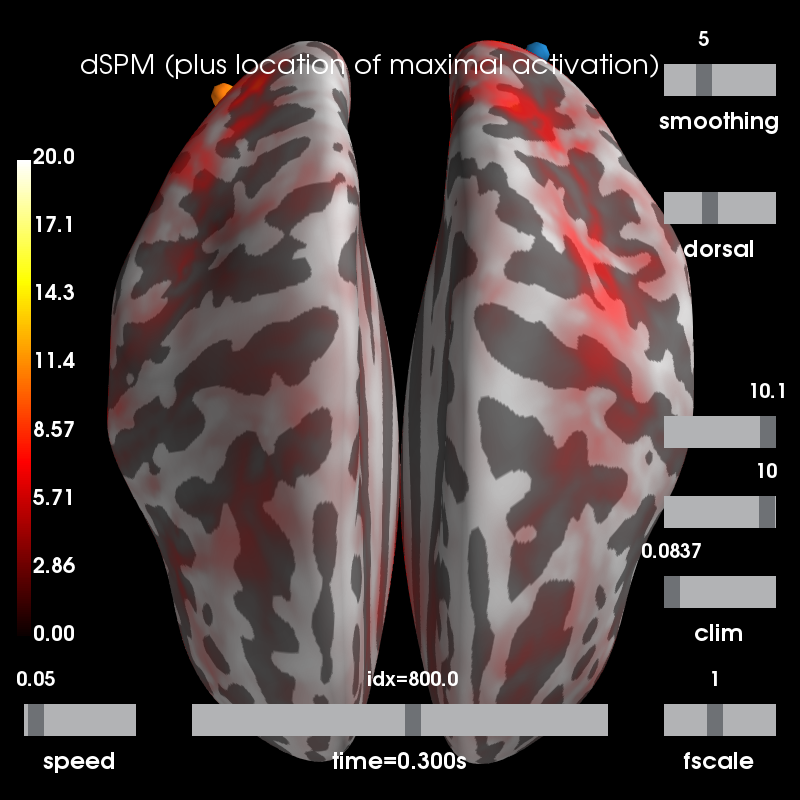 5
dSPM (plus location of maximal activation)
smoothing
20.0
17.1
dorsal
14.3
11.4
10.1
8.57
10
5.71
0.0837
2.86
0.00
clim
0.05
idx=800.0
1
speed
time=0.300s
fscale